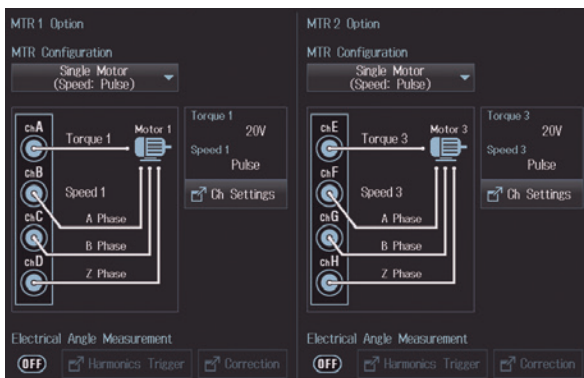 MTR 1 Option
MTR Configuration
Single Motor
(Speed: Pulse)
chA
Torque 1
Motor 1
chB
Speed 1
chC
A Phase
B Phase
chD
Z Phase
Torque 1
20V
Speed 1
Pulse
Ch Settings
Electrical Angle Measurement
OFF
Harmonics Trigger
Correction
MTR 2 Option
MTR Configuration
Single Motor
(Speed: Pulse)
chE
Torque 3
Motor 3
chF
Speed 3
chG
A Phase
B Phase
chH
Z Phase
Torque 3
20V
Speed 3
Pulse
Ch Settings
Electrical Angle Measurement
OFF
Harmonics Trigger
Correction